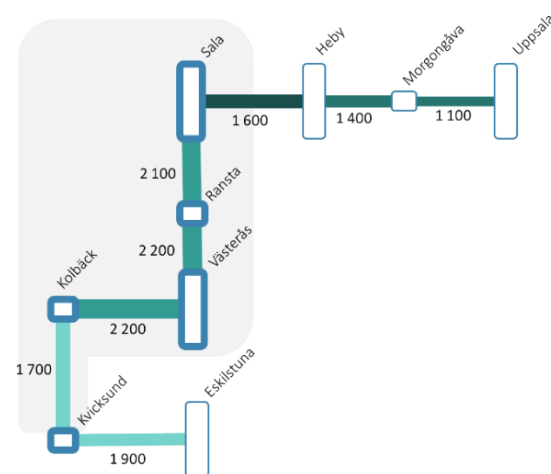 Sala
Heby
Morgongåva
Uppsala
1 600
1 400
1 100
2 100
Ransta
2 200
Västerås
Kolbäck
2 200
1 700
Kvicksund
Eskilstuna
1 900